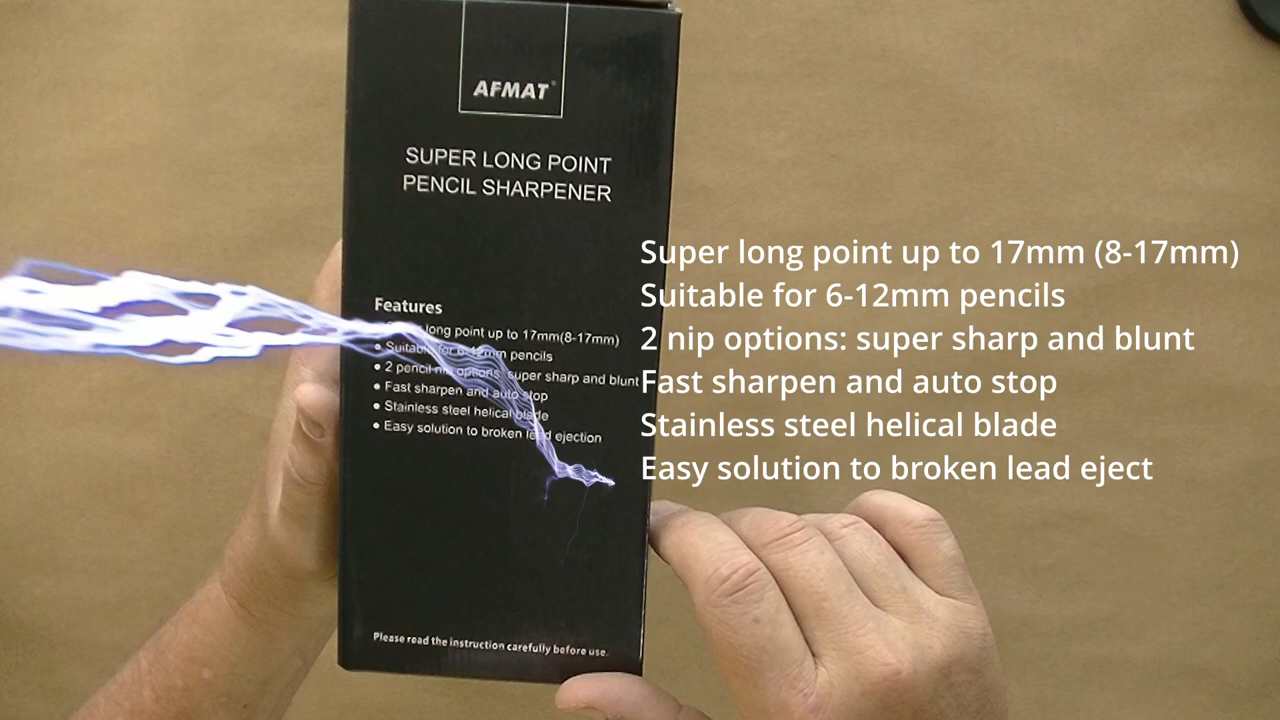 AFMAT
SUPER LONG POINT
PENCIL SHARPENER
Features
long point up to 17mm(8-17mm)
Suitable for 6-12mm pencils
2 pencil nip options: super sharp and blunt
Fast sharpen and auto stop
Stainless steel helical blade
Easy solution to broken lead ejection
Please read the instruction carefully before use.
Super long point up to 17mm (8-17mm)
Suitable for 6-12mm pencils
2 nip options: super sharp and blunt
Fast sharpen and auto stop
Stainless steel helical blade
Easy solution to broken lead eject